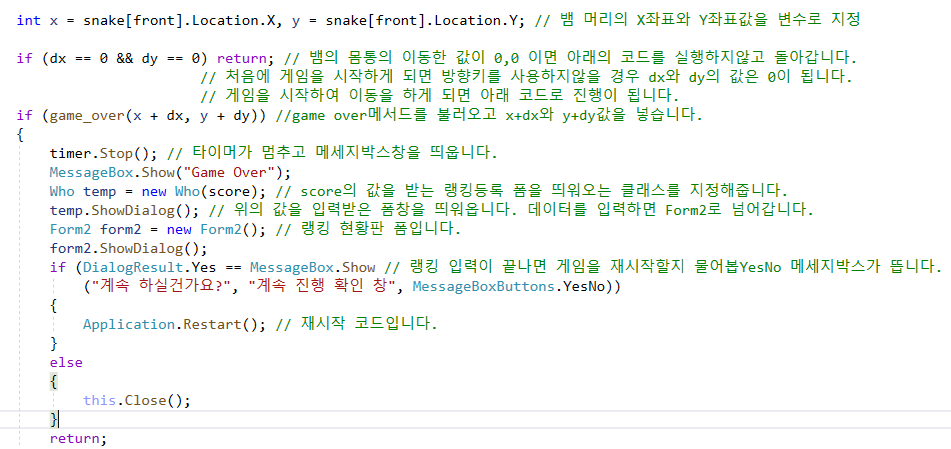 int x = snake[front].Location.X, y = snake[front].Location.Y; // 뱀 머리의 X좌표와 Y좌표값을 변수로 지정
if (dx == 0 && dy == 0) return; // 뱀의 몸통의 이동한 값이 0,0 이면 아래의 코드를 실행하지않고 돌아갑니다.
// 처음에 게임을 시작하게 되면 방향키를 사용하지않을 경우 dx와 dy의 값은 0이 됩니다.
// 게임을 시작하여 이동을 하게 되면 아래 코드로 진행이 됩니다.
if (game_over(x + dx, y + dy)) //game over메서드를 불러오고 x+dx와 y+dy값을 넣습니다.
{
timer.Stop(); // 타이머가 멈추고 메세지박스창을 띄웁니다.
MessageBox.Show("Game Over");
Who temp = new Who(score); // score의 값을 받는 랭킹등록 폼을 띄워오는 클래스를 지정해줍니다.
temp.ShowDialog(); // 위의 값을 입력받은 폼창을 띄워옵니다. 데이터를 입력하면 Form2로 넘어갑니다.
Form2 form2 = new Form2(); // 랭킹 현황판 폼입니다.
form2.ShowDialog();
if (DialogResult.Yes == MessageBox.Show // 랭킹 입력이 끝나면 게임을 재시작할지 물어봅YesNo 메세지박스가 뜹니다.
("계속 하실건가요?", "계속 진행 확인 창", MessageBoxButtons.YesNo))
{
Application.Restart(); // 재시작 코드입니다.
}
else
{
this.Close();
}
return;